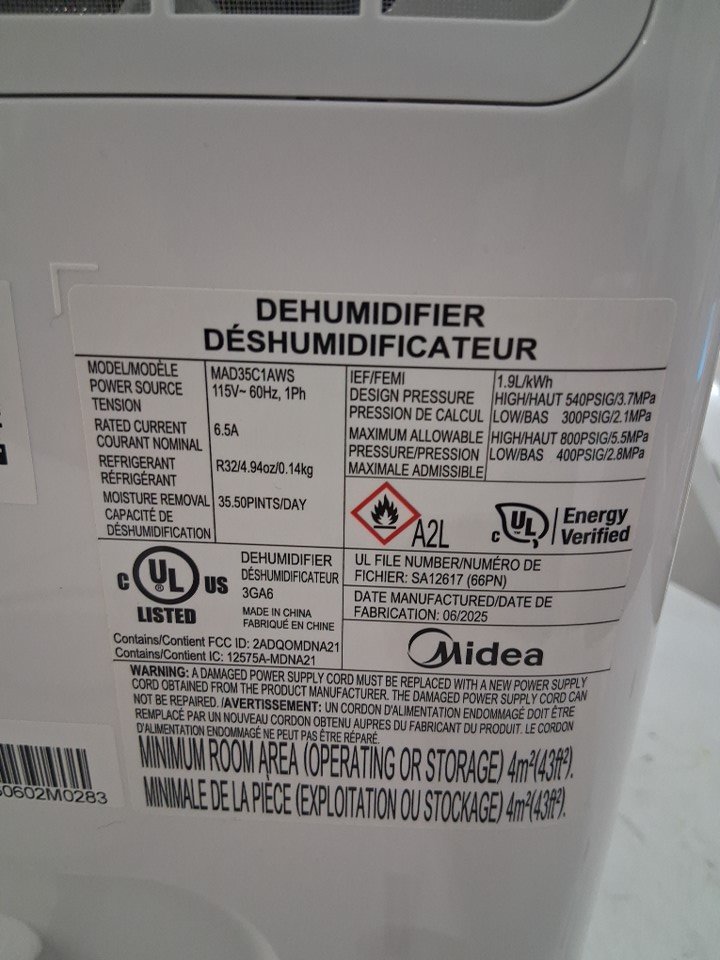 DEHUMIDIFIER
DÉSHUMIDIFICATEUR
MODEL/MODÈLE MAD35C1AWS
POWER SOURCE 115V~ 60Hz, 1Ph
TENSION
RATED CURRENT 6.5A
COURANT NOMINAL
REFRIGERANT R32/4.94oz/0.14kg
RÉFRIGÉRANT
MOISTURE REMOVAL 35.50PINTS/DAY
CAPACITÉ DE
DÉSHUMIDIFICATION
IEF/FEMI 1.9L/kWh
DESIGN PRESSURE HIGH/HAUT 540PSIG/3.7MPa
PRESSION DE CALCUL LOW/BAS 300PSIG/2.1MPa
MAXIMUM ALLOWABLE HIGH/HAUT 800PSIG/5.5MPa
PRESSURE/PRESSION LOW/BAS 400PSIG/2.8MPa
MAXIMALE ADMISSIBLE
A2L
C UL Energy
Verified
C UL US
®
LISTED
DEHUMIDIFIER
DÉSHUMIDIFICATEUR
3GA6
MADE IN CHINA
FABRIQUÉ EN CHINE
Contains/Contient FCC ID: 2ADQOMDNA21
Contains/Contient IC: 12575A-MDNA21
UL FILE NUMBER/NUMÉRO DE
FICHIER: SA12617 (66PN)
DATE MANUFACTURED/DATE DE
FABRICATION: 06/2025
Midea
WARNING: A DAMAGED POWER SUPPLY CORD MUST BE REPLACED WITH A NEW POWER SUPPLY
CORD OBTAINED FROM THE PRODUCT MANUFACTURER. THE DAMAGED POWER SUPPLY CORD CAN
NOT BE REPAIRED. /AVERTISSEMENT: UN CORDON D'ALIMENTATION ENDOMMAGÉ DOIT ÊTRE
REMPLACÉ PAR UN NOUVEAU CORDON OBTENU AUPRES DU FABRICANT DU PRODUIT. LE CORDON
D'ALIMENTATION ENDOMMAGÉ NE PEUT PAS ÊTRE RÉPARÉ.
MINIMUM ROOM AREA (OPERATING OR STORAGE) 4m²(43ft²).
MINIMALE DE LA PIÈCE (EXPLOITATION OU STOCKAGE) 4m²(43ft²).
0602M0283